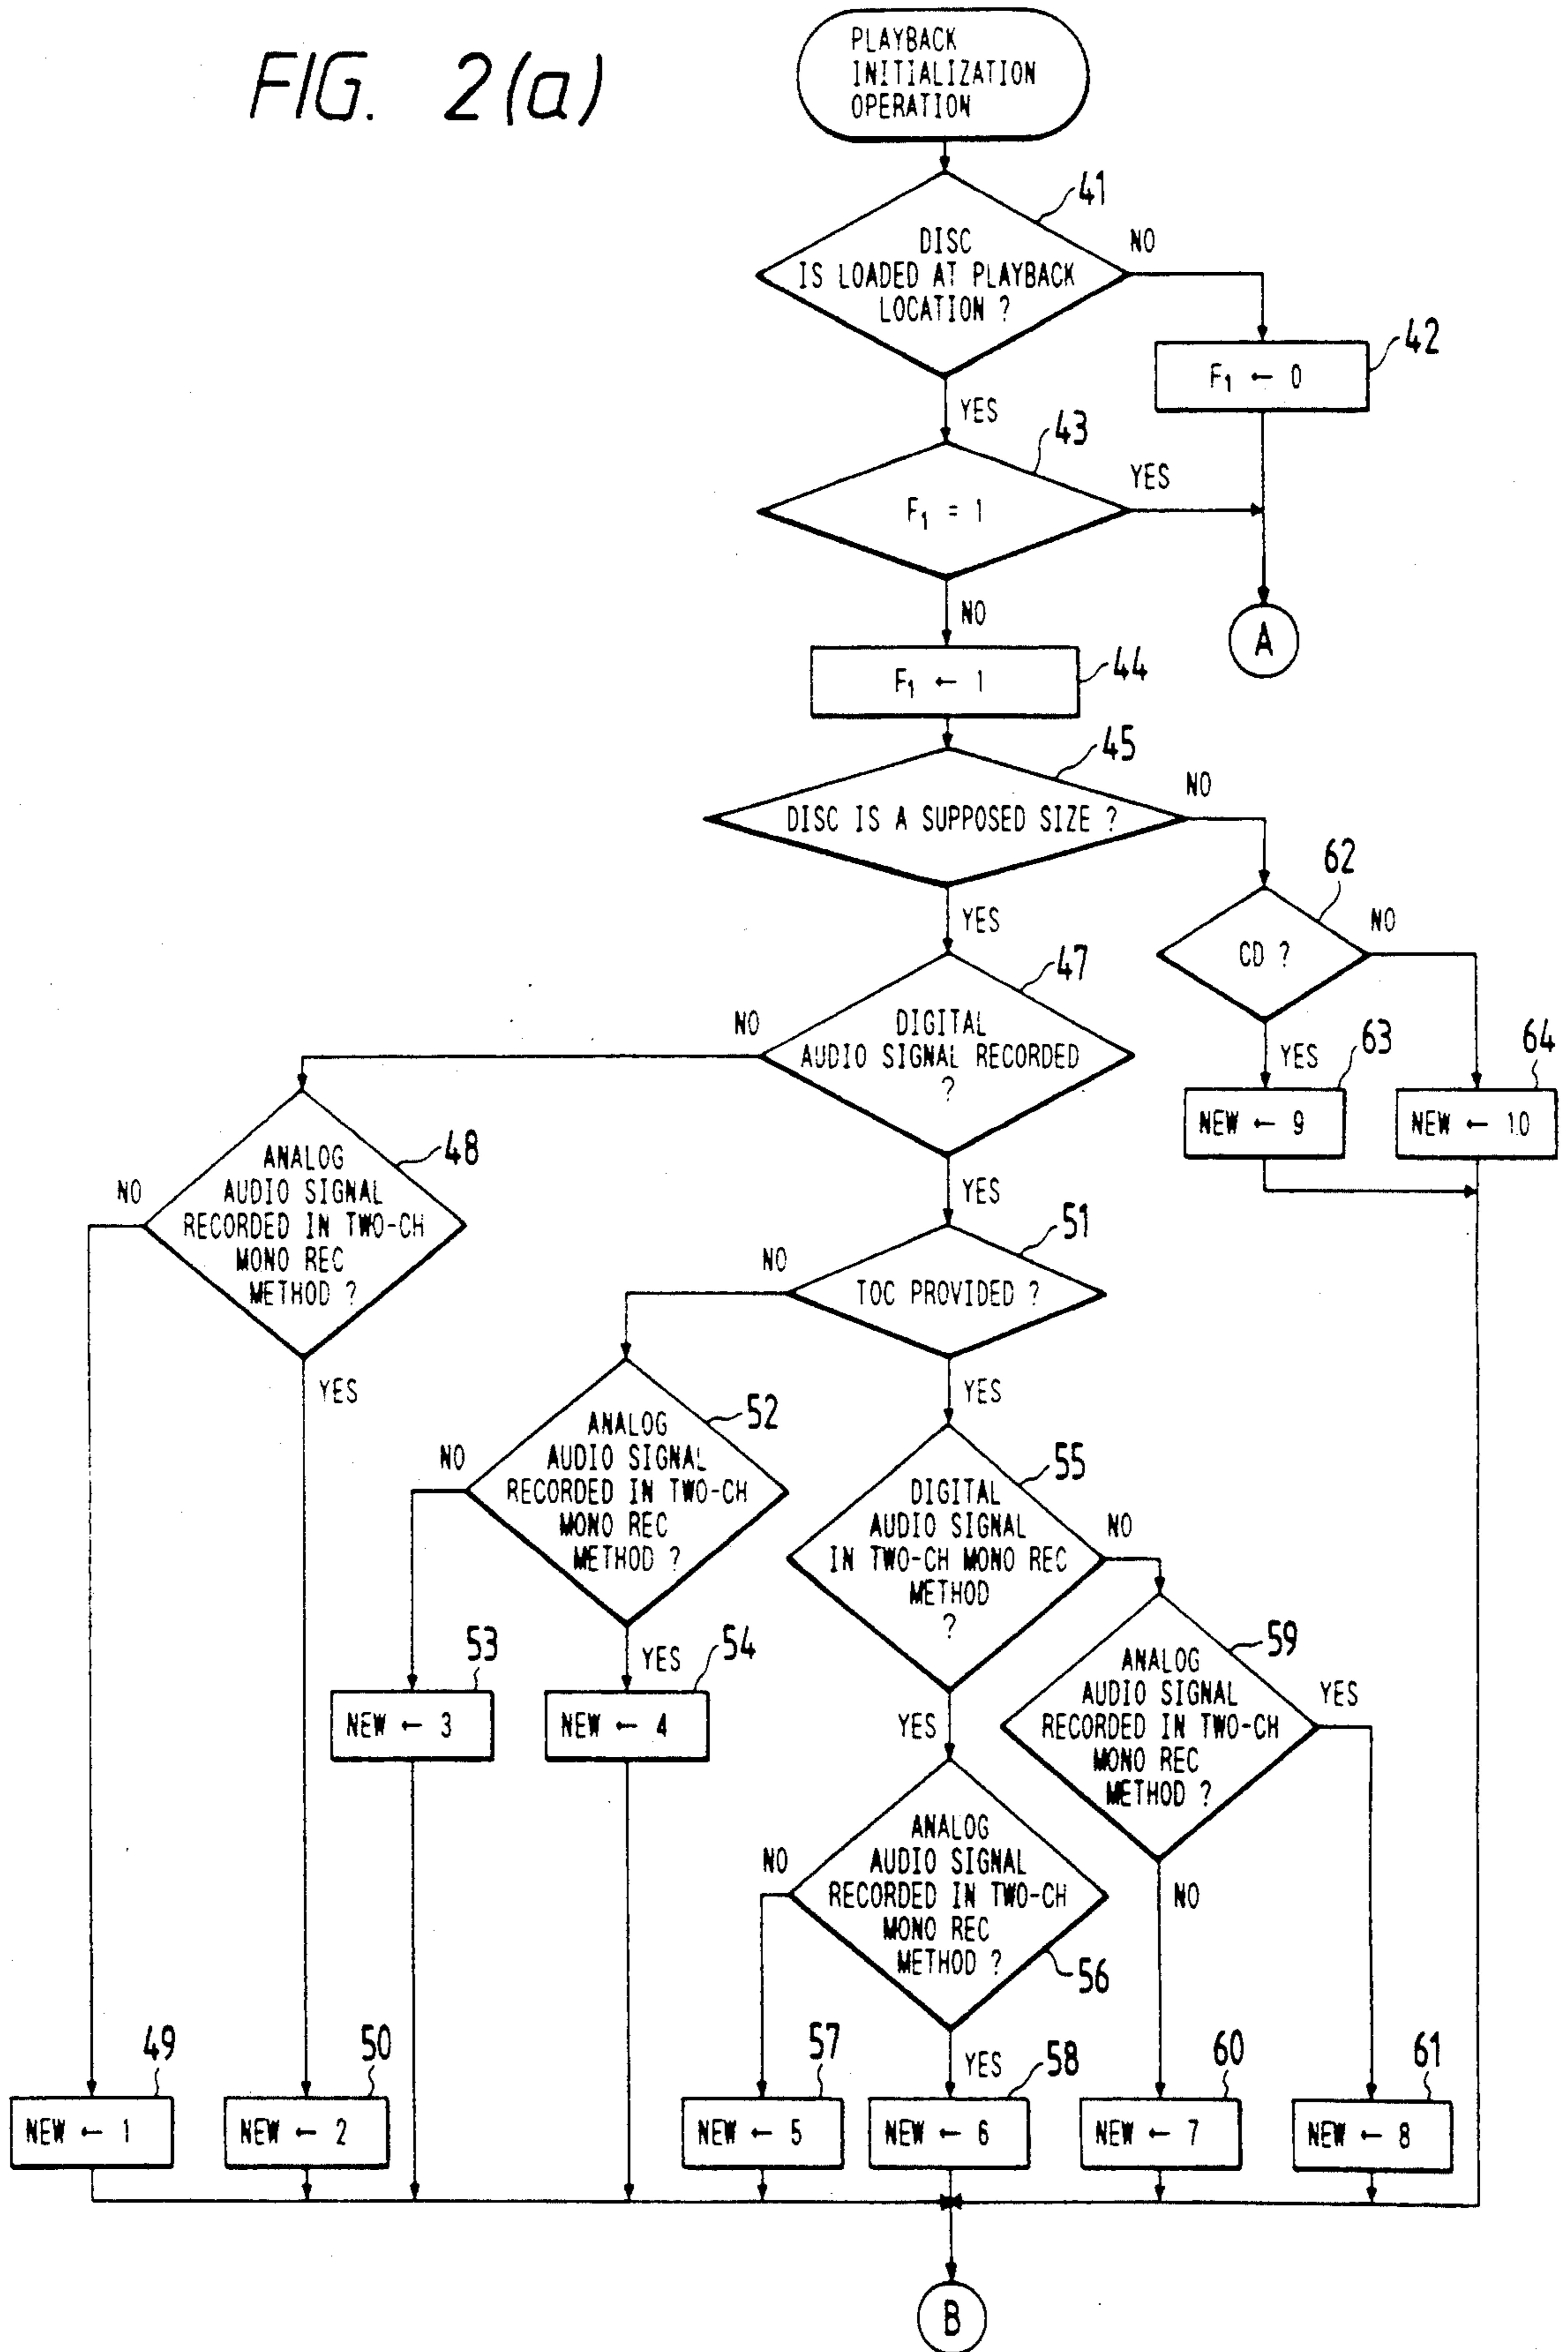 FIG. 2(a)
PLAYBACK
INITIALIZATION
OPERATION
41
DISC
IS LOADED AT PLAYBACK
LOCATION ?
NO
42
F1 ← 0
YES
43
F1 = 1
YES
NO
A
44
F1 ← 1
45
DISC IS A SUPPOSED SIZE ?
NO
62
YES
CD ?
NO
47
DIGITAL
AUDIO SIGNAL RECORDED
?
NO
YES
63
64
NEW ← 9
NEW ← 10
48
ANALOG
AUDIO SIGNAL
RECORDED IN TWO-CH
MONO REC
METHOD ?
NO
YES
YES
51
TOC PROVIDED ?
NO
YES
52
ANALOG
AUDIO SIGNAL
RECORDED IN TWO-CH
MONO REC
METHOD ?
NO
YES
55
DIGITAL
AUDIO SIGNAL
IN TWO-CH MONO REC
METHOD
?
NO
YES
53
54
NEW ← 3
NEW ← 4
59
ANALOG
AUDIO SIGNAL
RECORDED IN TWO-CH
MONO REC
METHOD ?
YES
NO
ANALOG
AUDIO SIGNAL
RECORDED IN TWO-CH
MONO REC
METHOD ?
NO
56
YES
49
50
57
58
60
61
NEW ← 1
NEW ← 2
NEW ← 5
NEW ← 6
NEW ← 7
NEW ← 8
B